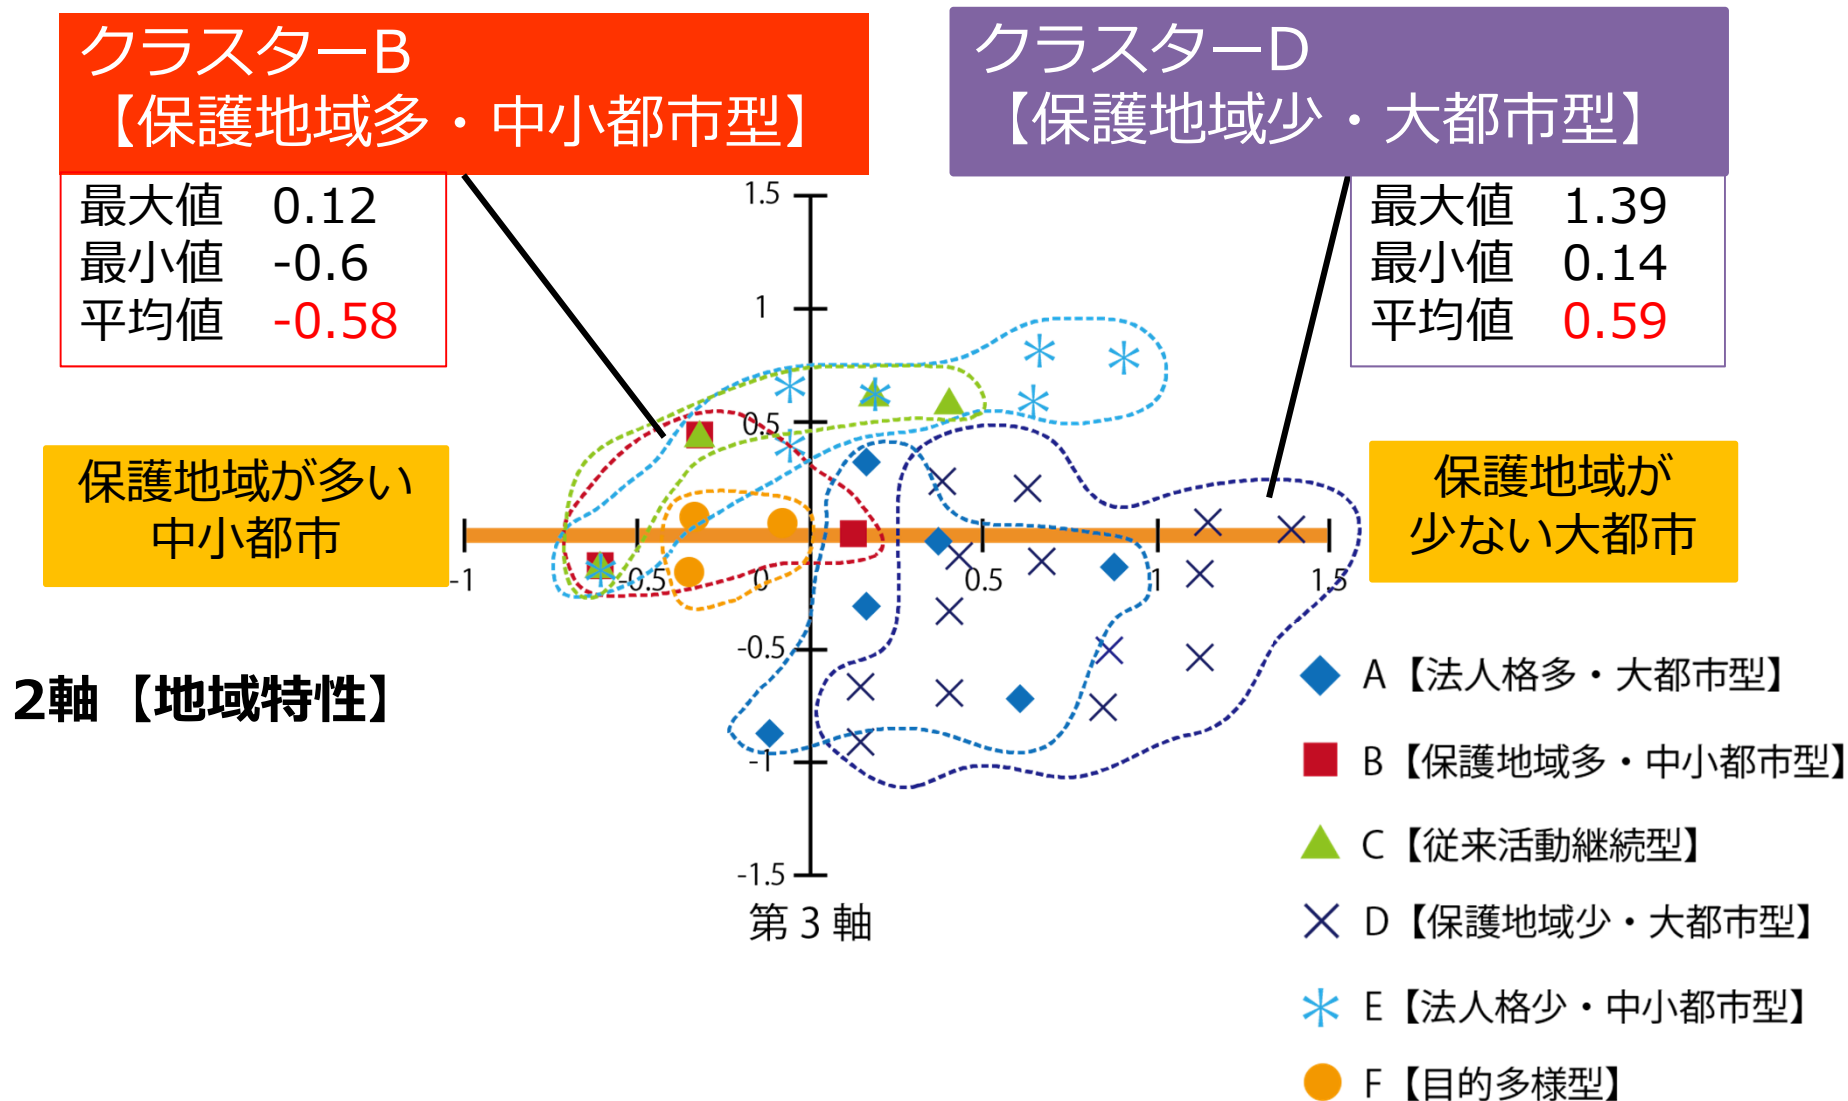 クラスターB
【保護地域多・中小都市型】
クラスターD
【保護地域少・大都市型】
最大値 0.12
最小値 -0.6
平均値 -0.58
最大値 1.39
最小値 0.14
平均値 0.59
1.5
1
0.5
保護地域が多い
中小都市
保護地域が
少ない大都市
-1
-0.5
0
0.5
1
1.5
-0.5
-1
-1.5
第3軸
2軸【地域特性】
A【法人格多・大都市型】
B【保護地域多・中小都市型】
C【従来活動継続型】
D【保護地域少・大都市型】
E【法人格少・中小都市型】
F【目的多様型】